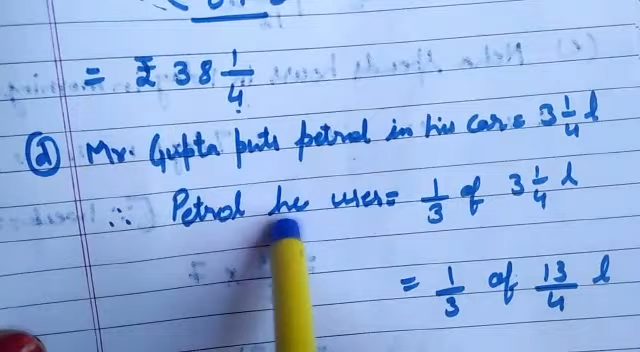 = ₹ 38 1/4
(d) Mr. Gupta puts petrol in his car = 3 1/4 l
∴ Petrol he uses = 1/3 of 3 1/4 l
= 1/3 of 13/4 l